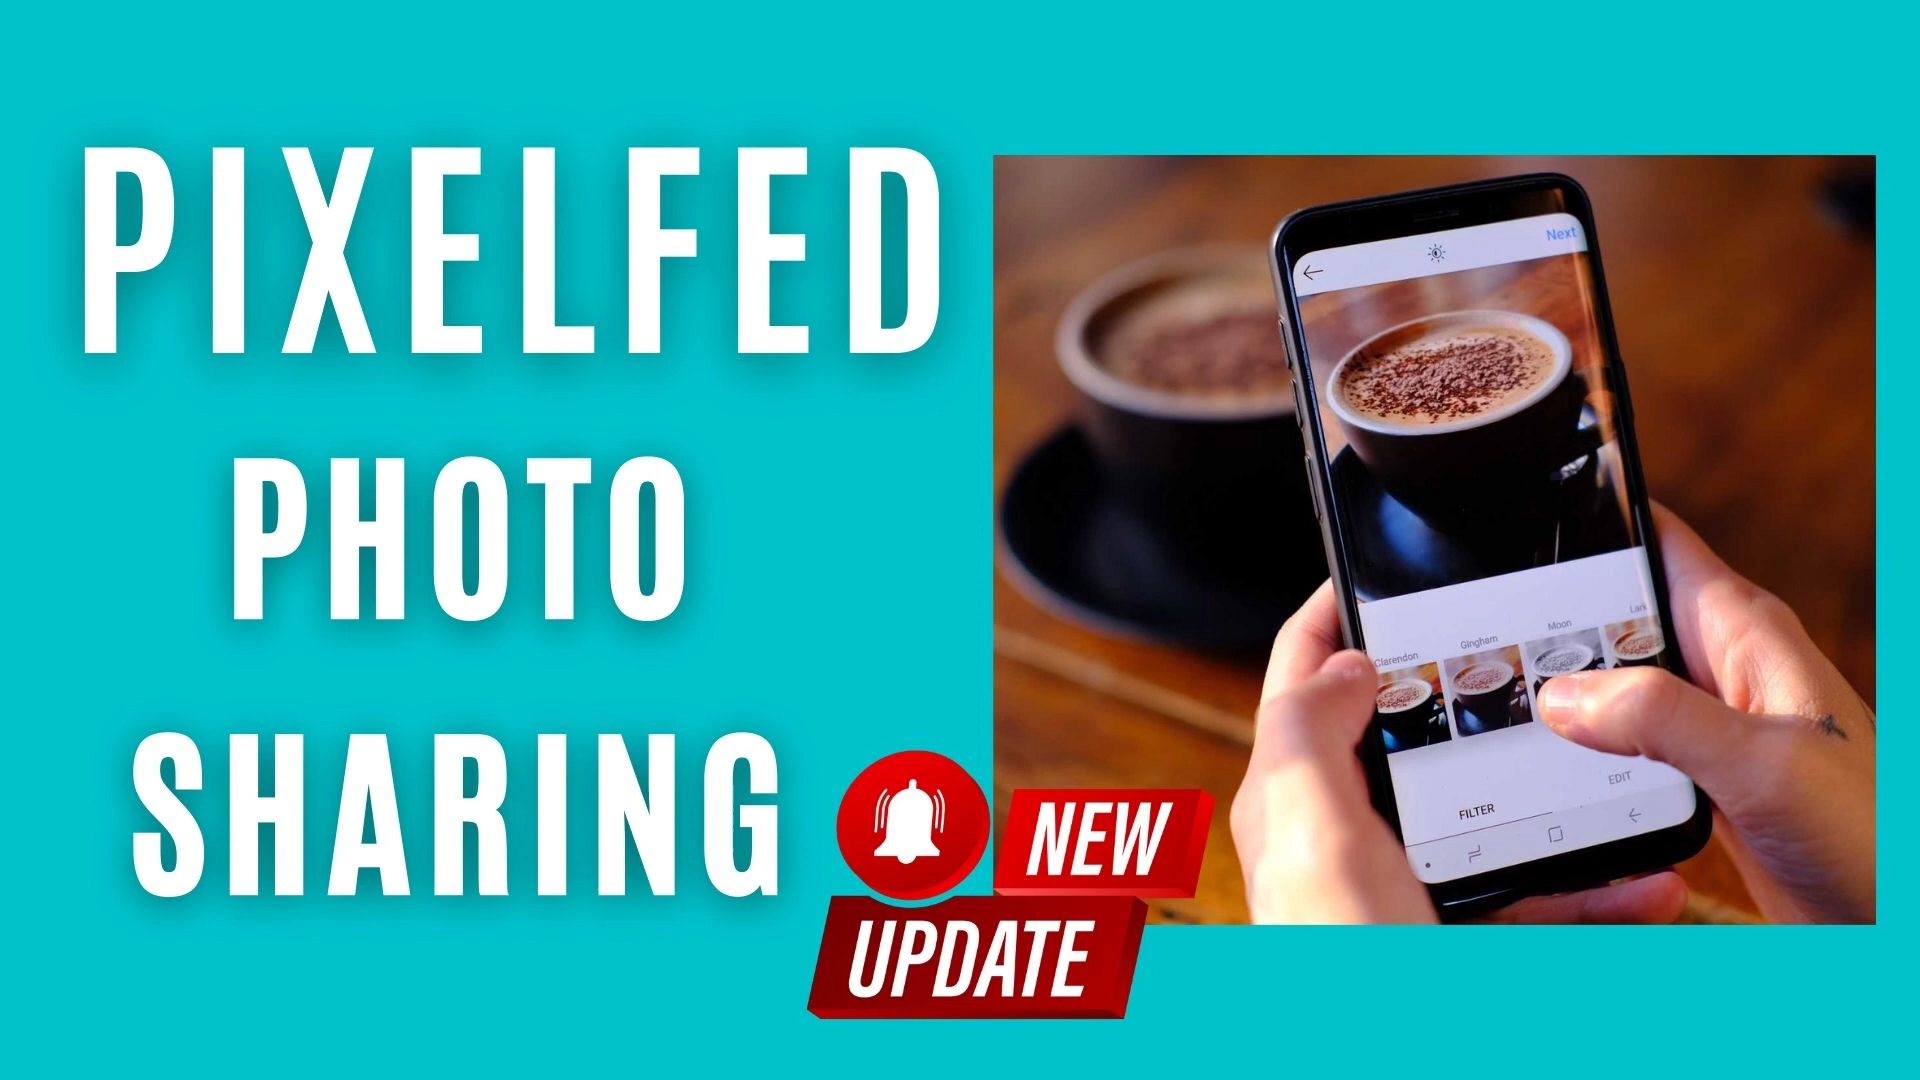 PIXELFED
PHOTO
SHARING
NEW
UPDATE
Next
Clarendon
Gingham
Moon
Lark
FILTER
EDIT